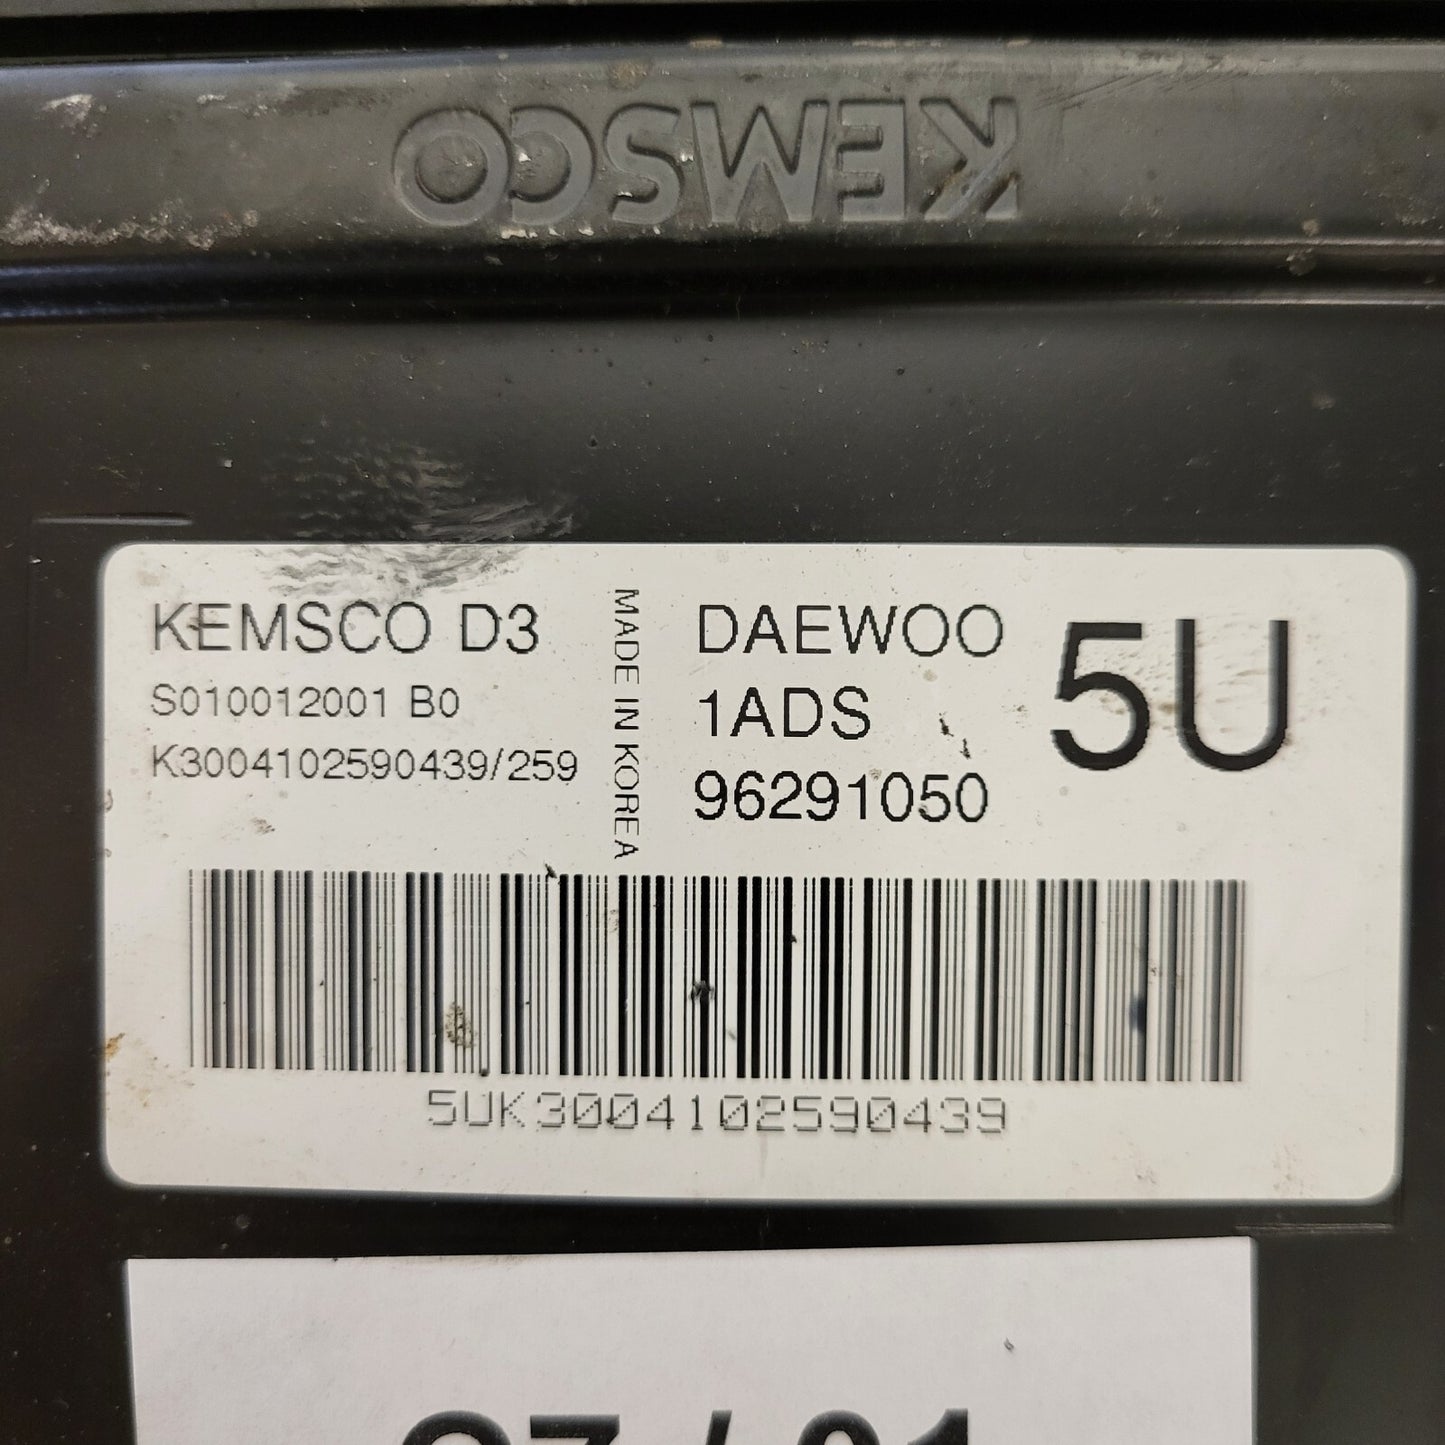 KEMSCO
KEMSCO D3
S010012001 B0
K3004102590439/259
MADE IN KOREA
DAEWOO
1ADS
96291050
5U
5UK3004102590439